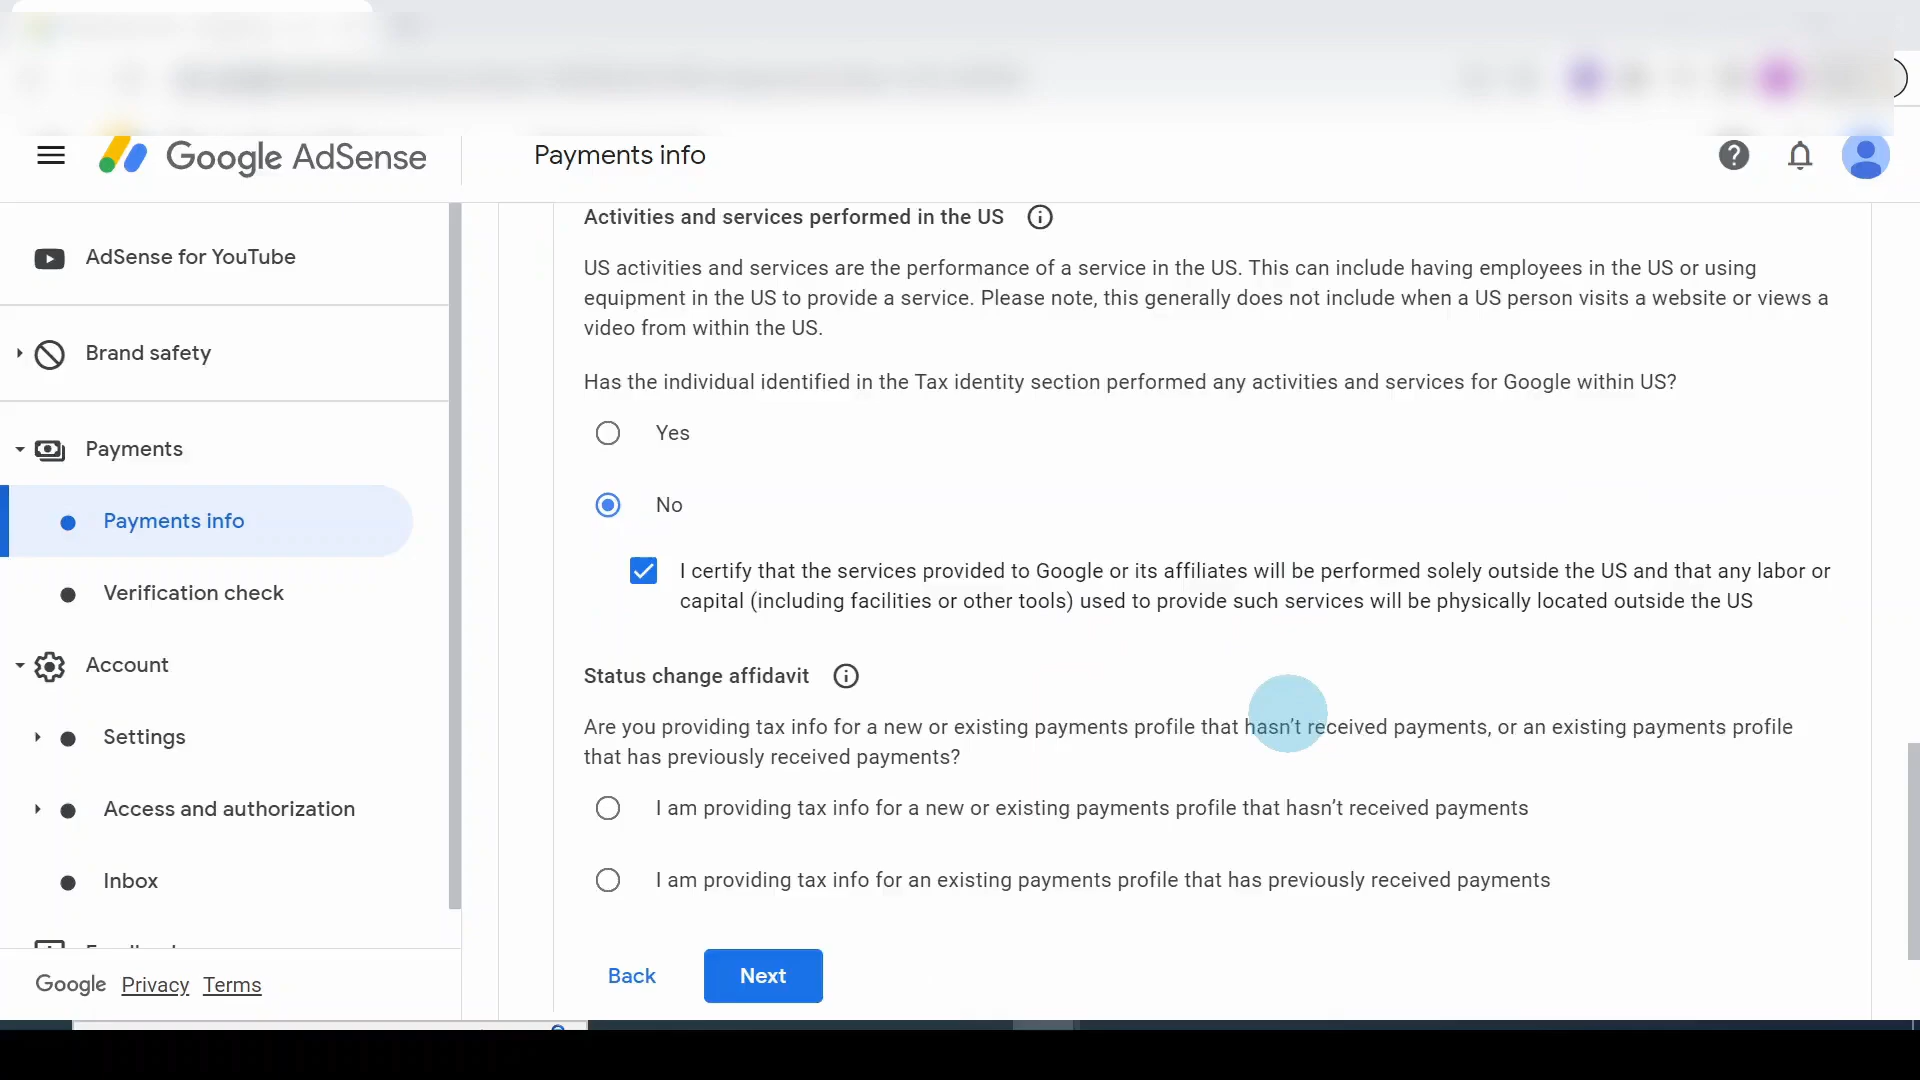 Google AdSense
Payments info
AdSense for YouTube
Brand safety
Payments
Payments info
Verification check
Account
Settings
Access and authorization
Inbox
Google Privacy Terms
Activities and services performed in the US
US activities and services are the performance of a service in the US. This can include having employees in the US or using
equipment in the US to provide a service. Please note, this generally does not include when a US person visits a website or views a
video from within the US.
Has the individual identified in the Tax identity section performed any activities and services for Google within US?
Yes
No
I certify that the services provided to Google or its affiliates will be performed solely outside the US and that any labor or
capital (including facilities or other tools) used to provide such services will be physically located outside the US
Status change affidavit
Are you providing tax info for a new or existing payments profile that hasn’t received payments, or an existing payments profile
that has previously received payments?
I am providing tax info for a new or existing payments profile that hasn’t received payments
I am providing tax info for an existing payments profile that has previously received payments
Back Next